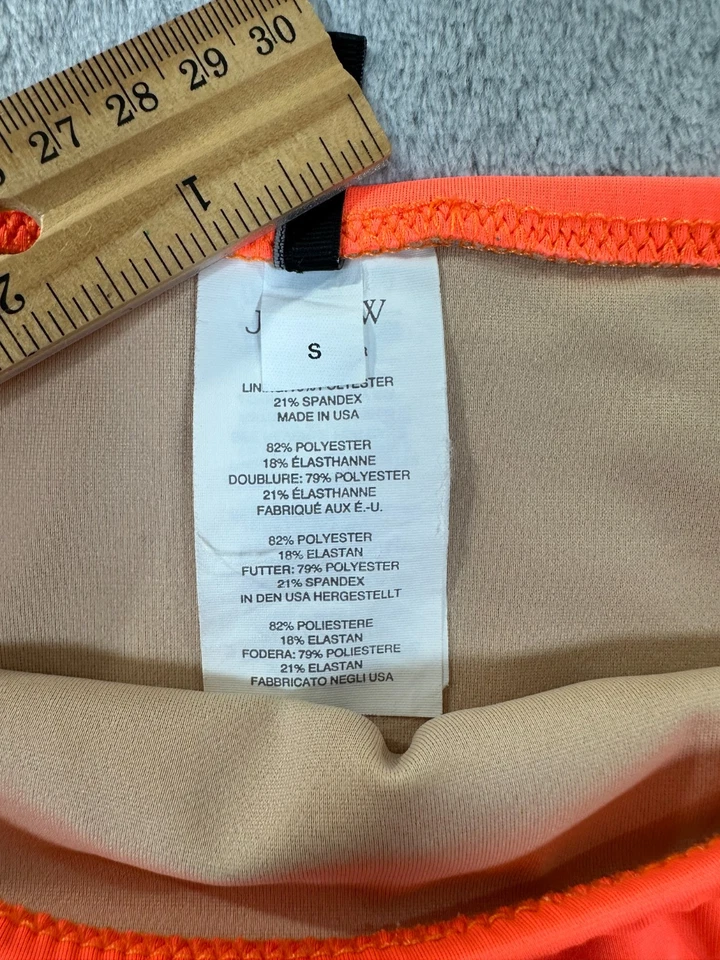 27 28 29 30
1
2
J W
S
R
21% SPANDEX
MADE IN USA
82% POLYESTER
18% ÉLASTHANNE
DOUBLURE: 79% POLYESTER
21% ÉLASTHANNE
FABRIQUÉ AUX É.-U.
82% POLYESTER
18% ELASTAN
FUTTER: 79% POLYESTER
21% SPANDEX
IN DEN USA HERGESTELLT
82% POLIESTERE
18% ELASTAN
FODERA: 79% POLIESTERE
21% ELASTAN
FABBRICATO NEGLI USA